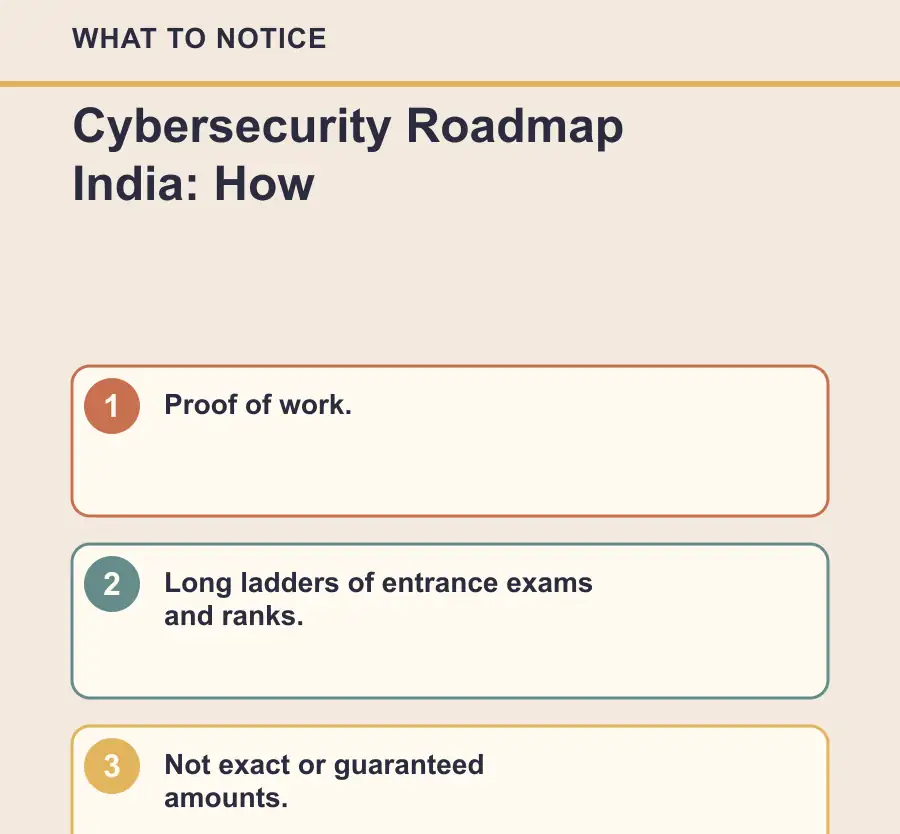 WHAT TO NOTICE
Cybersecurity Roadmap
India: How
1
Proof of work.
2
Long ladders of entrance exams
and ranks.
3
Not exact or guaranteed
amounts.